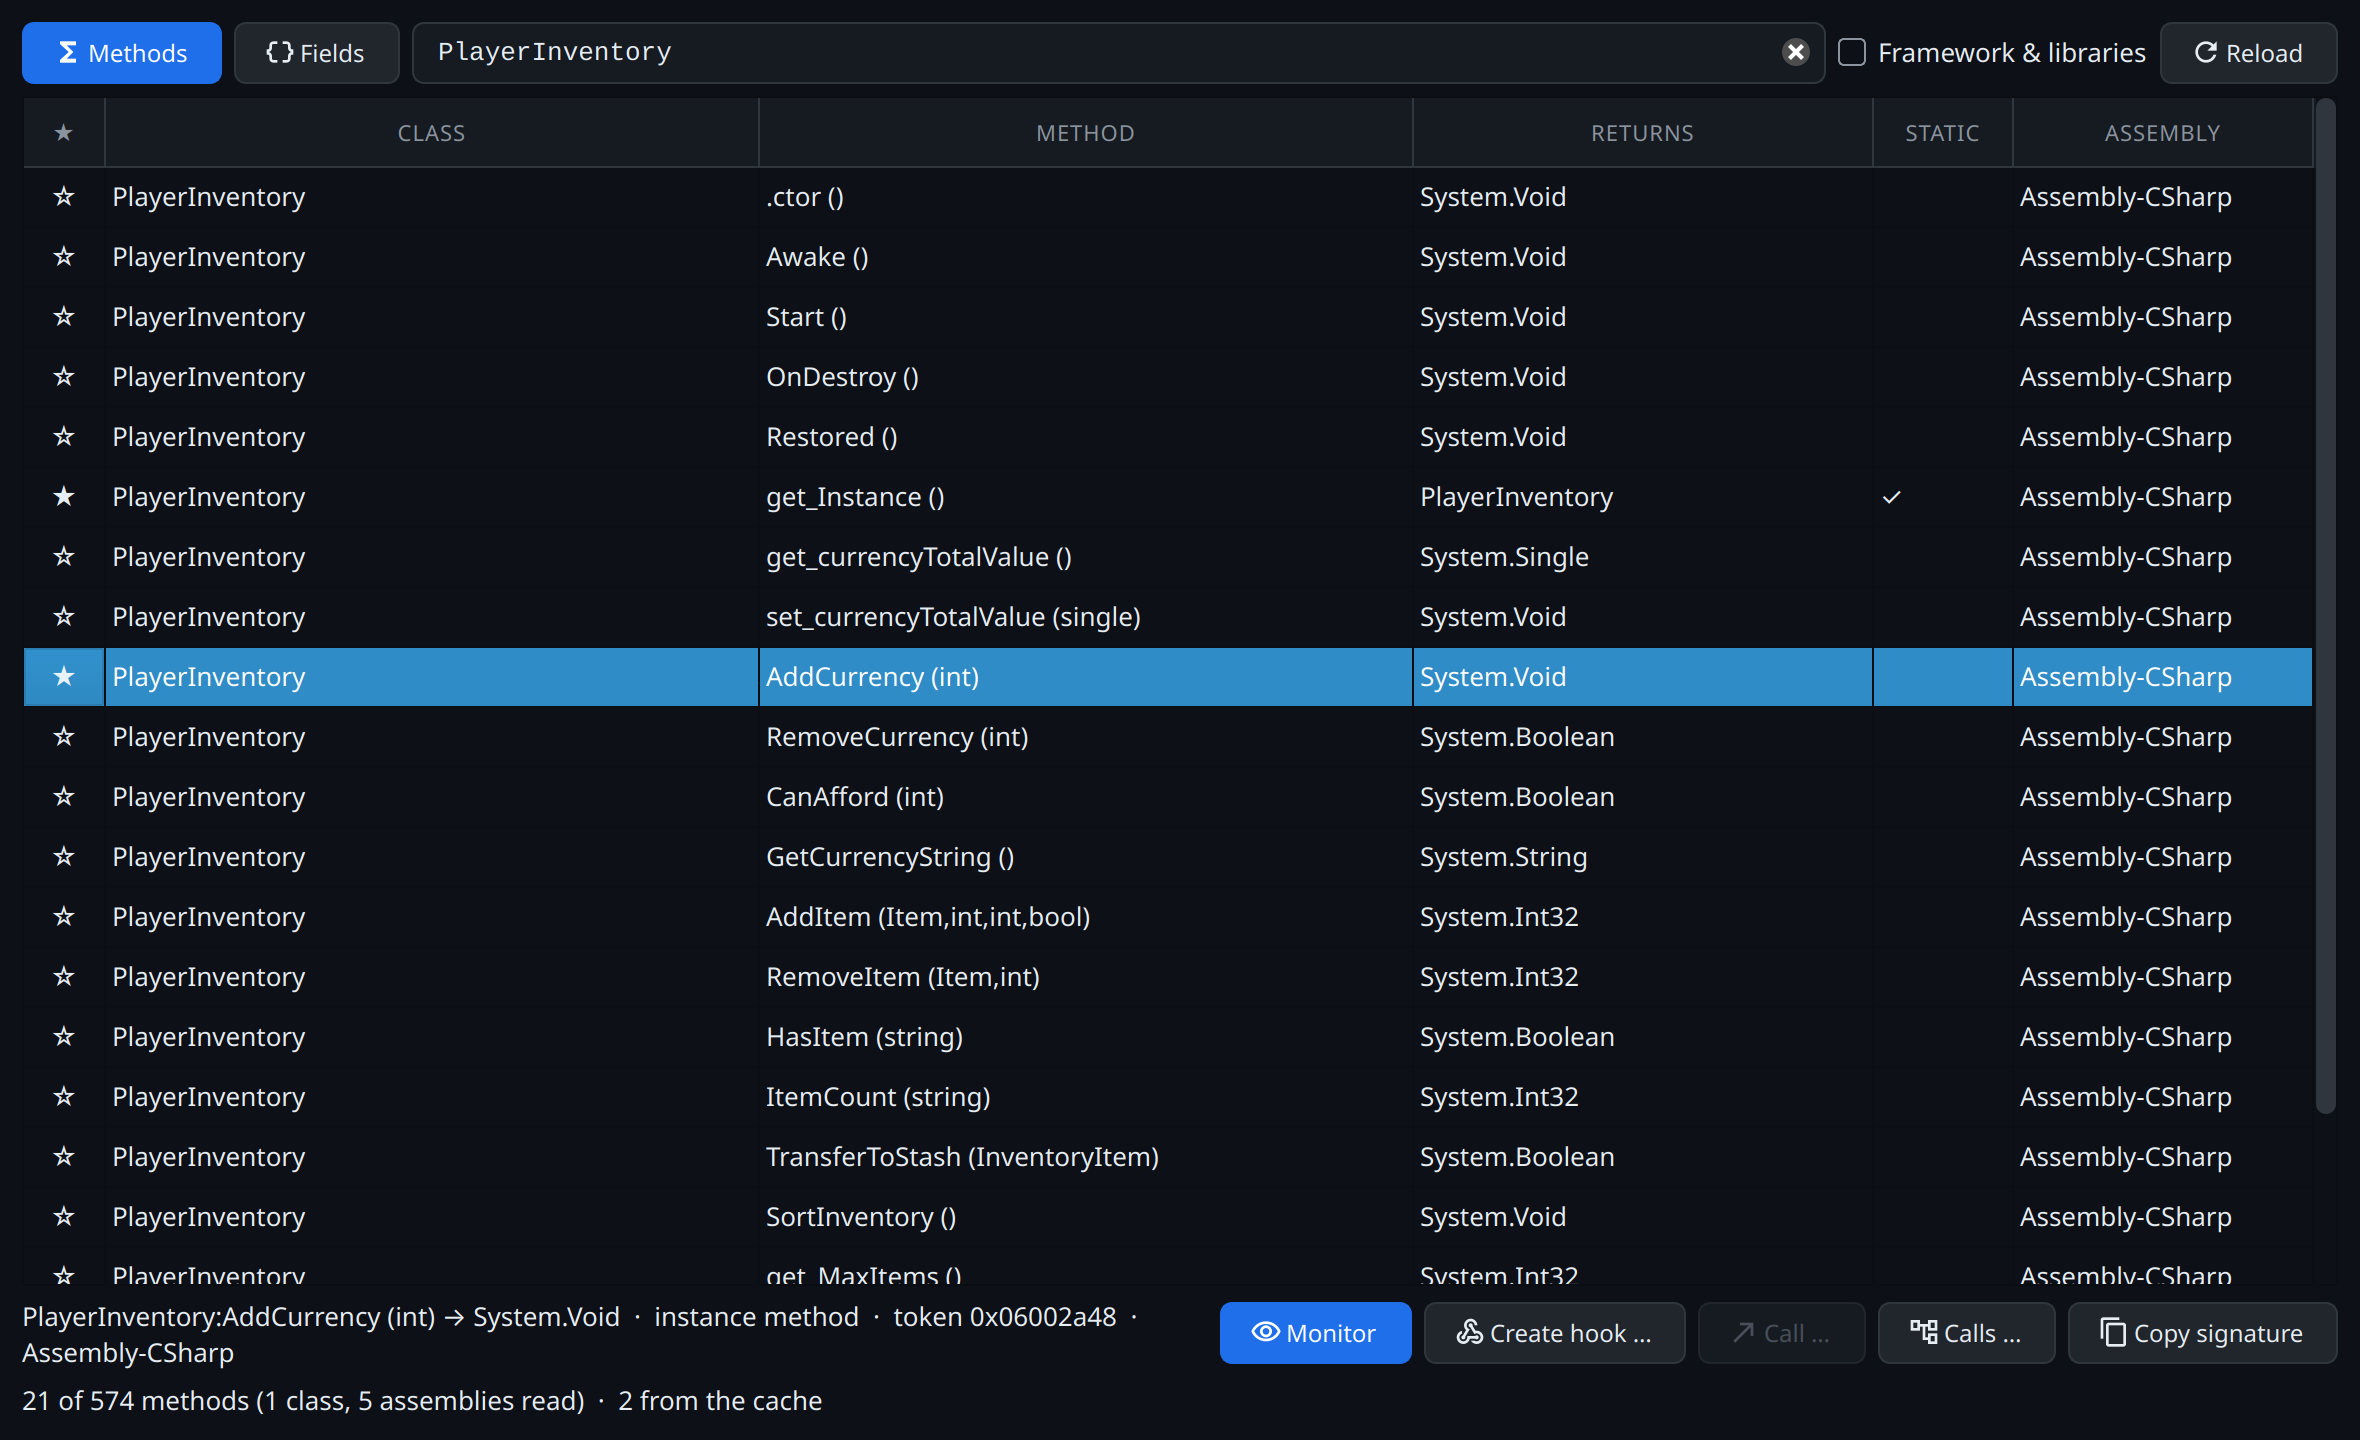 Σ Methods {} Fields PlayerInventory Framework & libraries Reload
★ CLASS METHOD RETURNS STATIC ASSEMBLY
☆ PlayerInventory .ctor () System.Void Assembly-CSharp
☆ PlayerInventory Awake () System.Void Assembly-CSharp
☆ PlayerInventory Start () System.Void Assembly-CSharp
☆ PlayerInventory OnDestroy () System.Void Assembly-CSharp
☆ PlayerInventory Restored () System.Void Assembly-CSharp
★ PlayerInventory get_Instance () PlayerInventory ✓ Assembly-CSharp
☆ PlayerInventory get_currencyTotalValue () System.Single Assembly-CSharp
☆ PlayerInventory set_currencyTotalValue (single) System.Void Assembly-CSharp
★ PlayerInventory AddCurrency (int) System.Void Assembly-CSharp
☆ PlayerInventory RemoveCurrency (int) System.Boolean Assembly-CSharp
☆ PlayerInventory CanAfford (int) System.Boolean Assembly-CSharp
☆ PlayerInventory GetCurrencyString () System.String Assembly-CSharp
☆ PlayerInventory AddItem (Item,int,int,bool) System.Int32 Assembly-CSharp
☆ PlayerInventory RemoveItem (Item,int) System.Int32 Assembly-CSharp
☆ PlayerInventory HasItem (string) System.Boolean Assembly-CSharp
☆ PlayerInventory ItemCount (string) System.Int32 Assembly-CSharp
☆ PlayerInventory TransferToStash (InventoryItem) System.Boolean Assembly-CSharp
☆ PlayerInventory SortInventory () System.Void Assembly-CSharp
☆ PlayerInventory get_MaxItems () System.Int32 Assembly-CSharp
PlayerInventory:AddCurrency (int) → System.Void · instance method · token 0x06002a48 ·
Assembly-CSharp
Monitor Create hook ... Call ... Calls ... Copy signature
21 of 574 methods (1 class, 5 assemblies read) · 2 from the cache